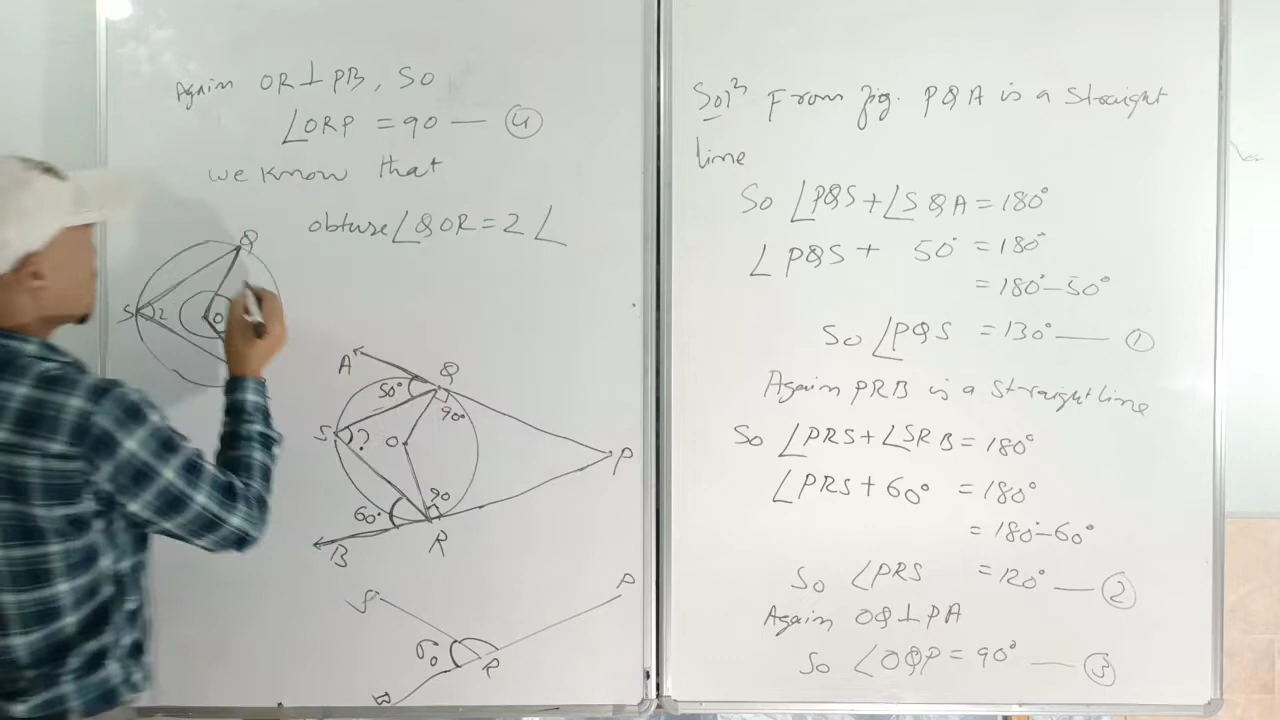 Again OR⊥PB, so
∠ORP = 90 — ④
we know that
obtuse∠QOR = 2 ∠
Q
S 2 O
A Q
50° 90°
S ? O P
60° 90
B R
S P
60
R
B
Solⁿ From fig. PQA is a straight
line
So ∠PQS + ∠SQA = 180°
∠PQS + 50° = 180°
= 180° – 50°
So ∠PQS = 130° — ①
Again PRB is a straight line
So ∠PRS + ∠SRB = 180°
∠PRS + 60° = 180°
= 180° – 60°
So ∠PRS = 120° — ②
Again OQ⊥PA
So ∠OQP = 90° — ③